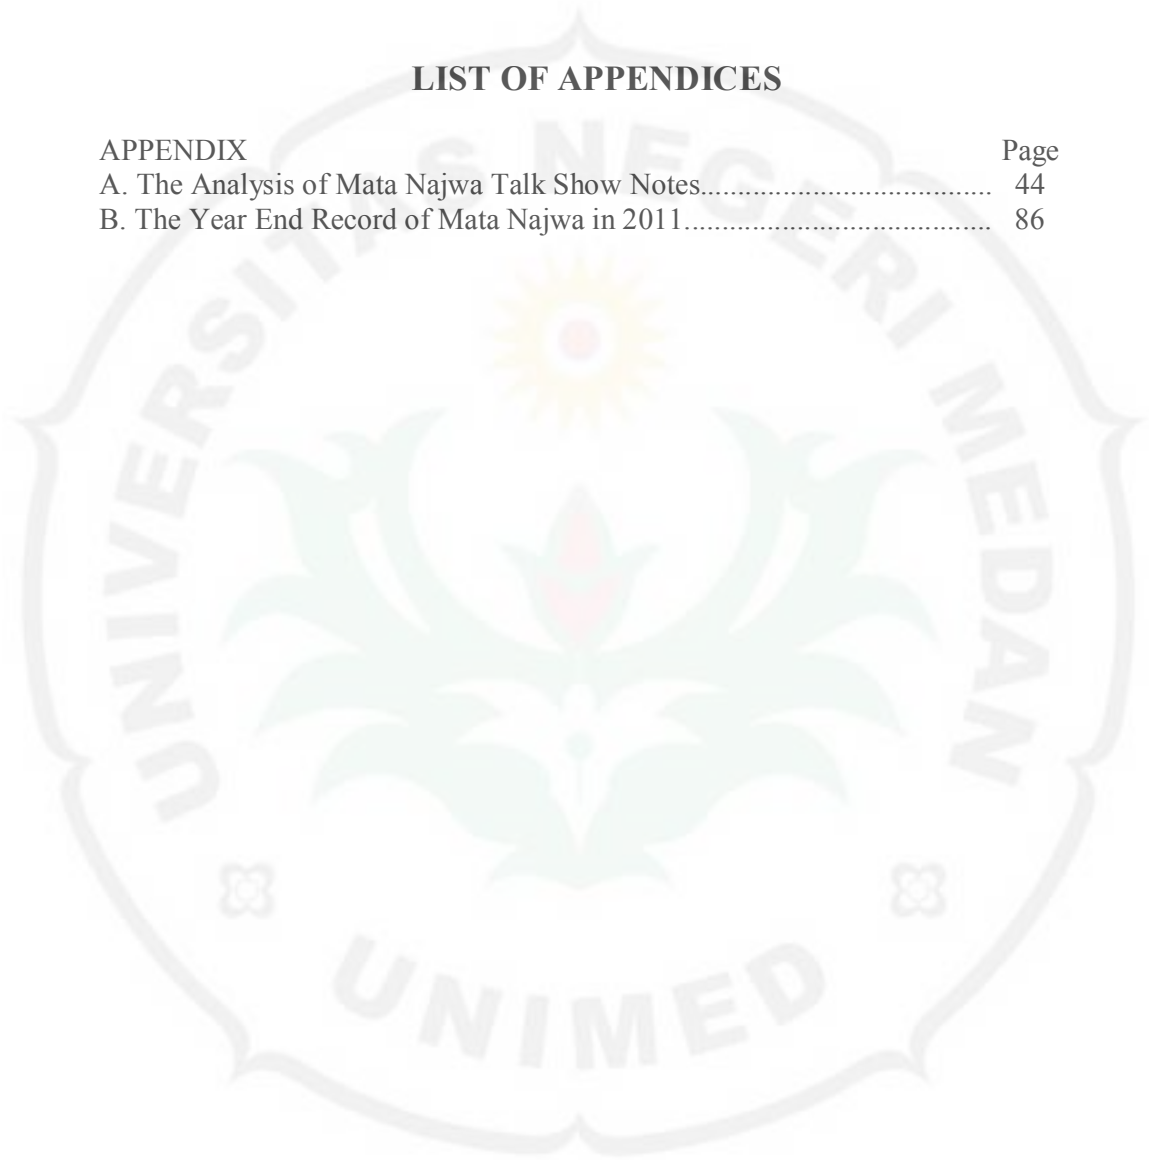 LIST OF APPENDICES
APPENDIX Page
A. The Analysis of Mata Najwa Talk Show Notes....................................... 44
B. The Year End Record of Mata Najwa in 2011......................................... 86
UNIVERSITAS NEGERI MEDAN
UNIMED